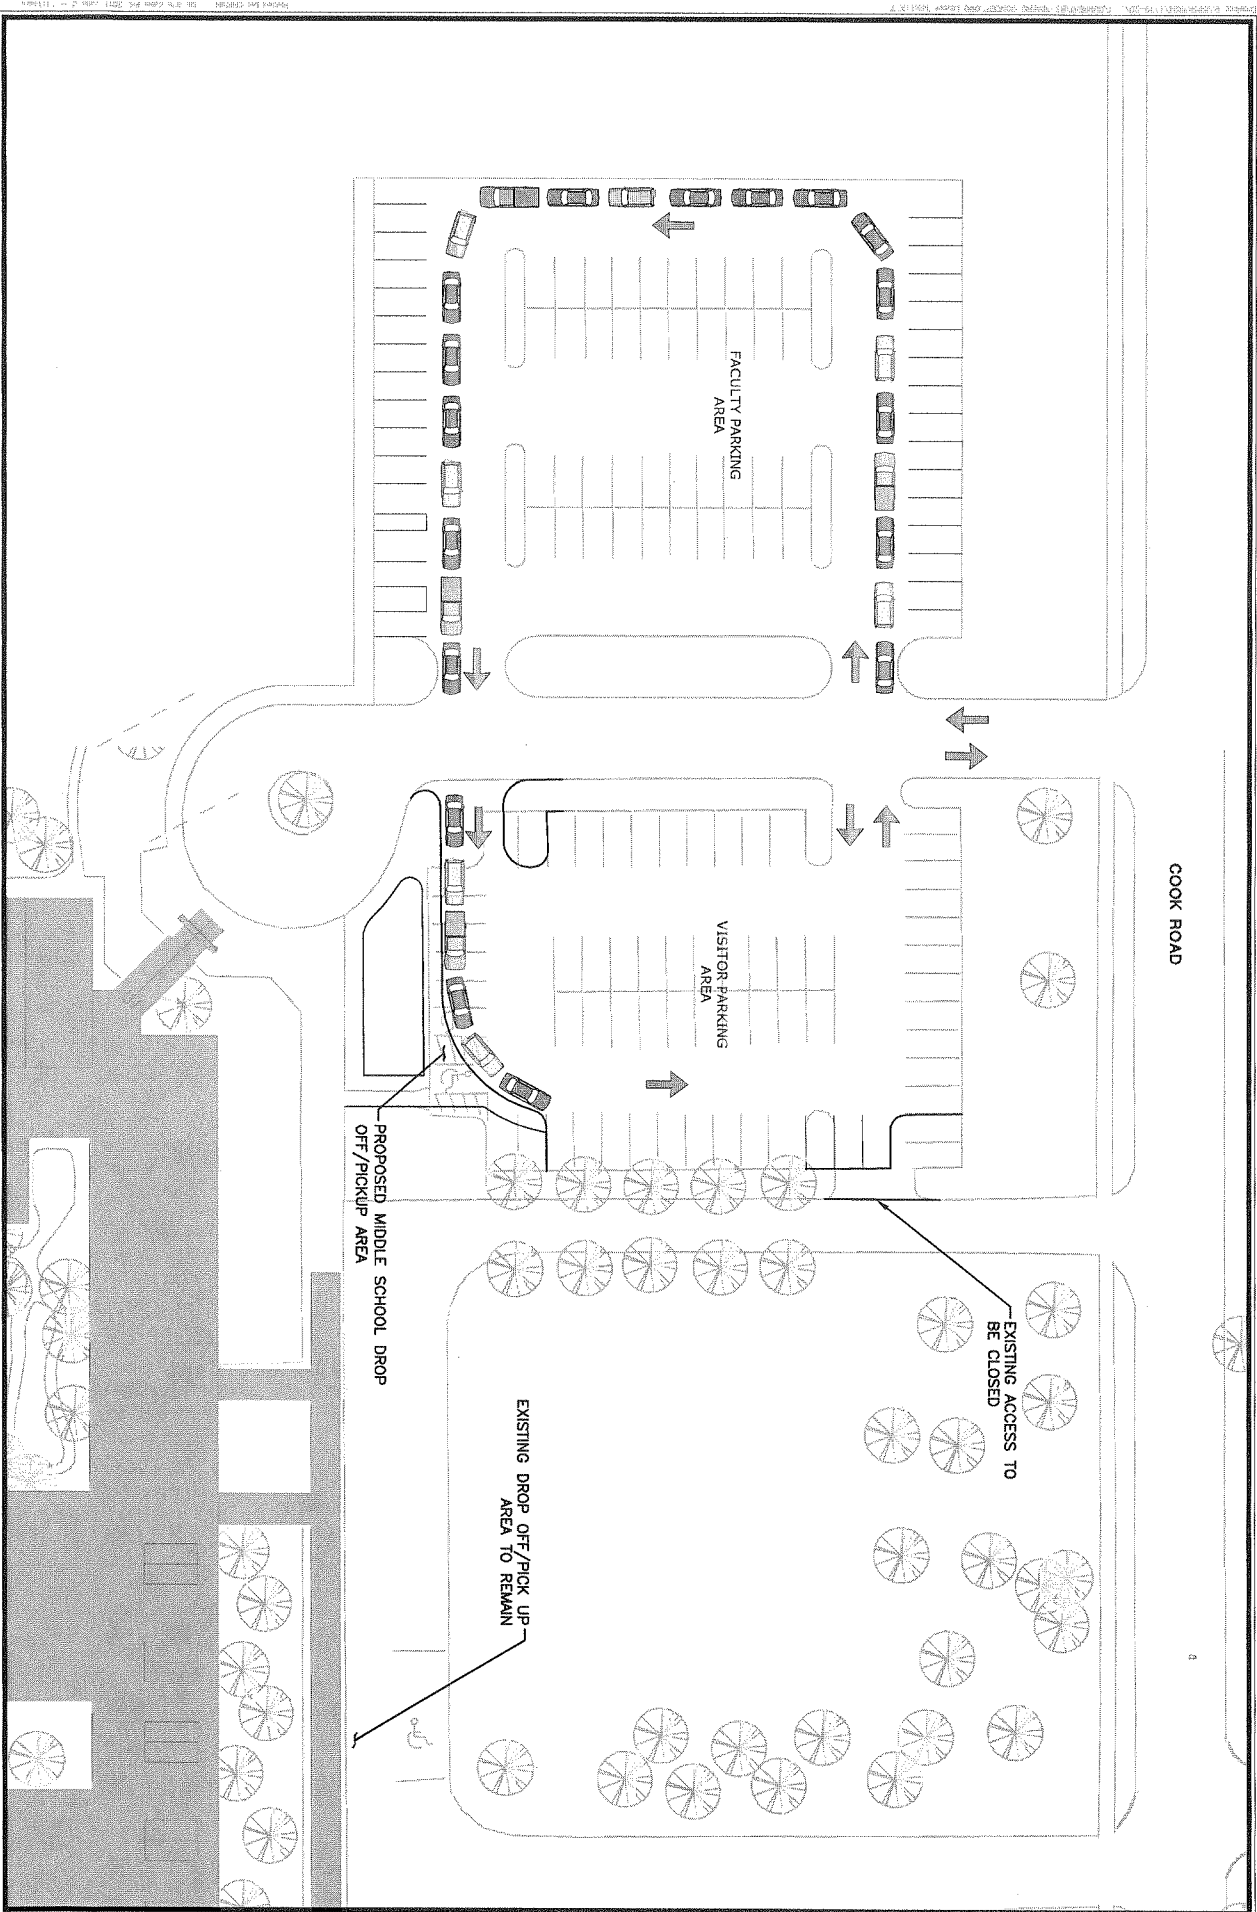 COOK ROAD
FACULTY PARKING
AREA
VISITOR PARKING
AREA
EXISTING ACCESS TO
BE CLOSED
PROPOSED MIDDLE SCHOOL DROP
OFF/PICKUP AREA
EXISTING DROP OFF/PICK UP
AREA TO REMAIN